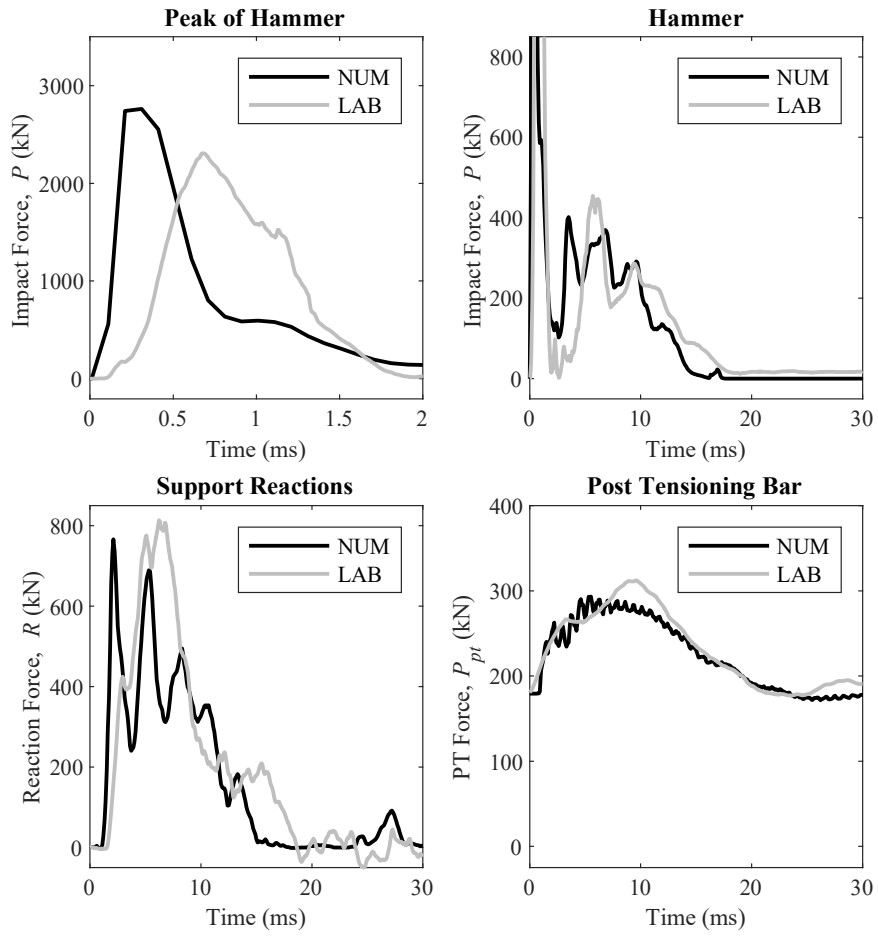 Peak of Hammer
3000
2000
1000
0
0
0.5
1
1.5
2
Impact Force, P (kN)
Time (ms)
NUM
LAB
Hammer
800
600
400
200
0
0
10
20
30
Impact Force, P (kN)
Time (ms)
NUM
LAB
Support Reactions
800
600
400
200
0
0
10
20
30
Reaction Force, R (kN)
Time (ms)
NUM
LAB
Post Tensioning Bar
400
300
200
100
0
0
10
20
30
PT Force, P_pt (kN)
Time (ms)
NUM
LAB